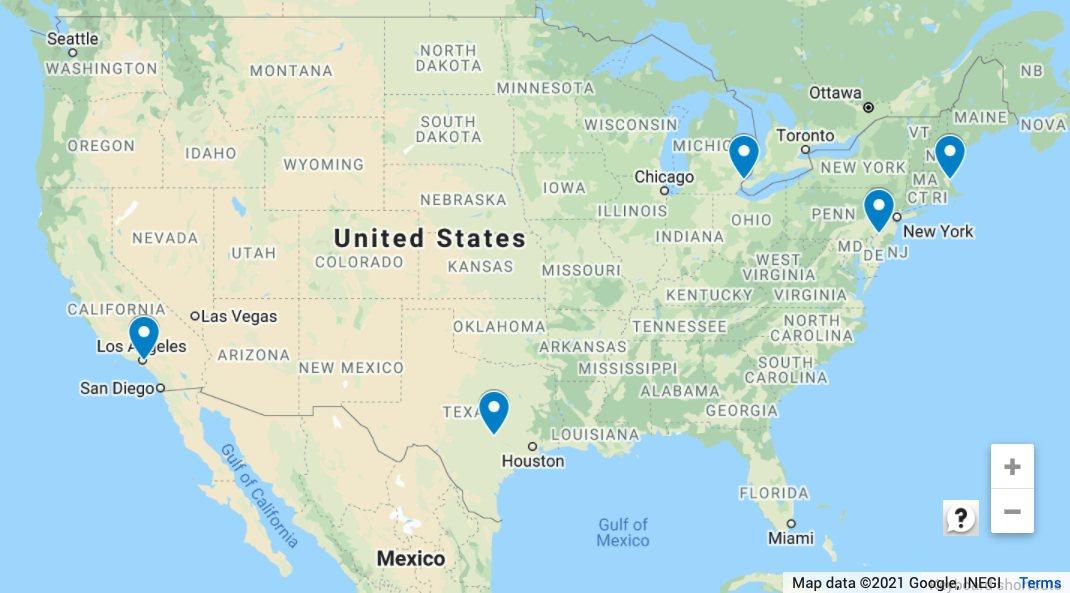 Seattle
WASHINGTON
MONTANA
NORTH
DAKOTA
MINNESOTA
Ottawa
NB
MAINE
NOVA
OREGON
IDAHO
WYOMING
SOUTH
DAKOTA
WISCONSIN
MICHIG
Toronto
VT
N
NEW YORK
MA
CT RI
Chicago
IOWA
NEBRASKA
ILLINOIS
INDIANA
OHIO
PENN
New York
NEVADA
UTAH
United States
COLORADO
KANSAS
MISSOURI
WEST
VIRGINIA
MD
DE
NJ
KENTUCKY
VIRGINIA
CALIFORNIA
Las Vegas
Los Angeles
ARIZONA
NEW MEXICO
OKLAHOMA
ARKANSAS
TENNESSEE
NORTH
CAROLINA
MISSISSIPPI
SOUTH
CAROLINA
San Diego
ALABAMA
GEORGIA
TEXA
LOUISIANA
Houston
Gulf of California
FLORIDA
Gulf of
Mexico
Miami
Mexico
+
?
−
Map data ©2021 Google, INEGI
Terms